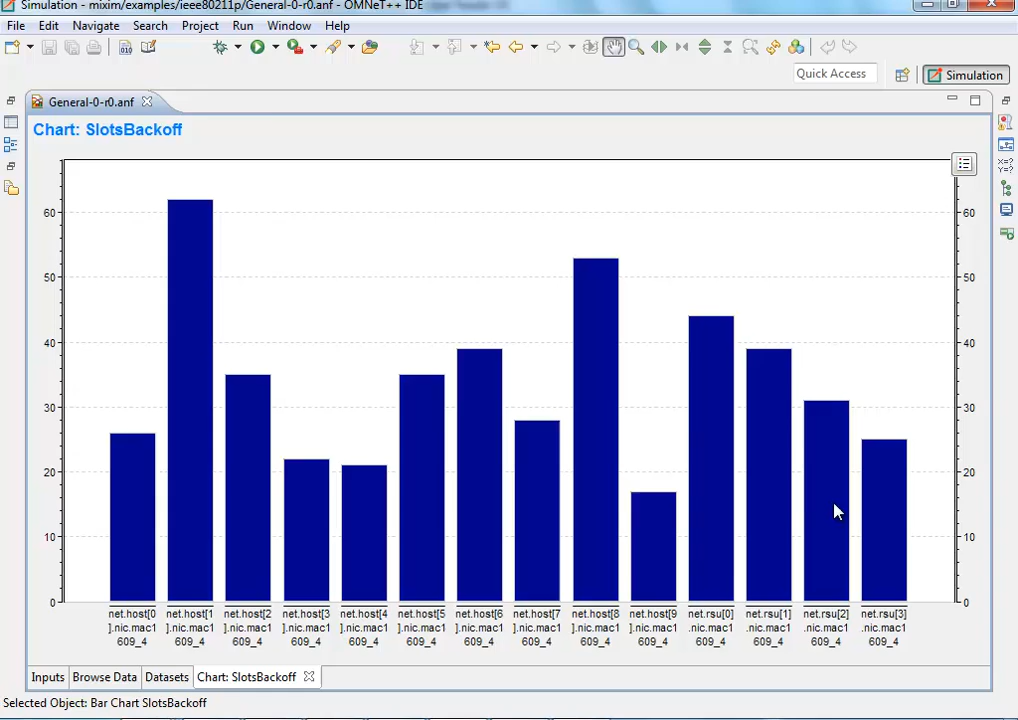 Simulation - mixim/examples/ieee80211p/General-0-r0.anf - OMNeT++ IDE
File Edit Navigate Search Project Run Window Help
010
Quick Access Simulation
General-0-r0.anf
Chart: SlotsBackoff
60 60
50 50
40 40
30 30
20 20
10 10
0 0
net.host[0 net.host[1 net.host[2 net.host[3 net.host[4 net.host[5 net.host[6 net.host[7 net.host[8 net.host[9 net.rsu[0] net.rsu[1] net.rsu[2] net.rsu[3]
].nic.mac1 ].nic.mac1 ].nic.mac1 ].nic.mac1 ].nic.mac1 ].nic.mac1 ].nic.mac1 ].nic.mac1 ].nic.mac1 ].nic.mac1 .nic.mac1 .nic.mac1 .nic.mac1 .nic.mac1
609_4 609_4 609_4 609_4 609_4 609_4 609_4 609_4 609_4 609_4 609_4 609_4 609_4 609_4
Inputs Browse Data Datasets Chart: SlotsBackoff
Selected Object: Bar Chart SlotsBackoff